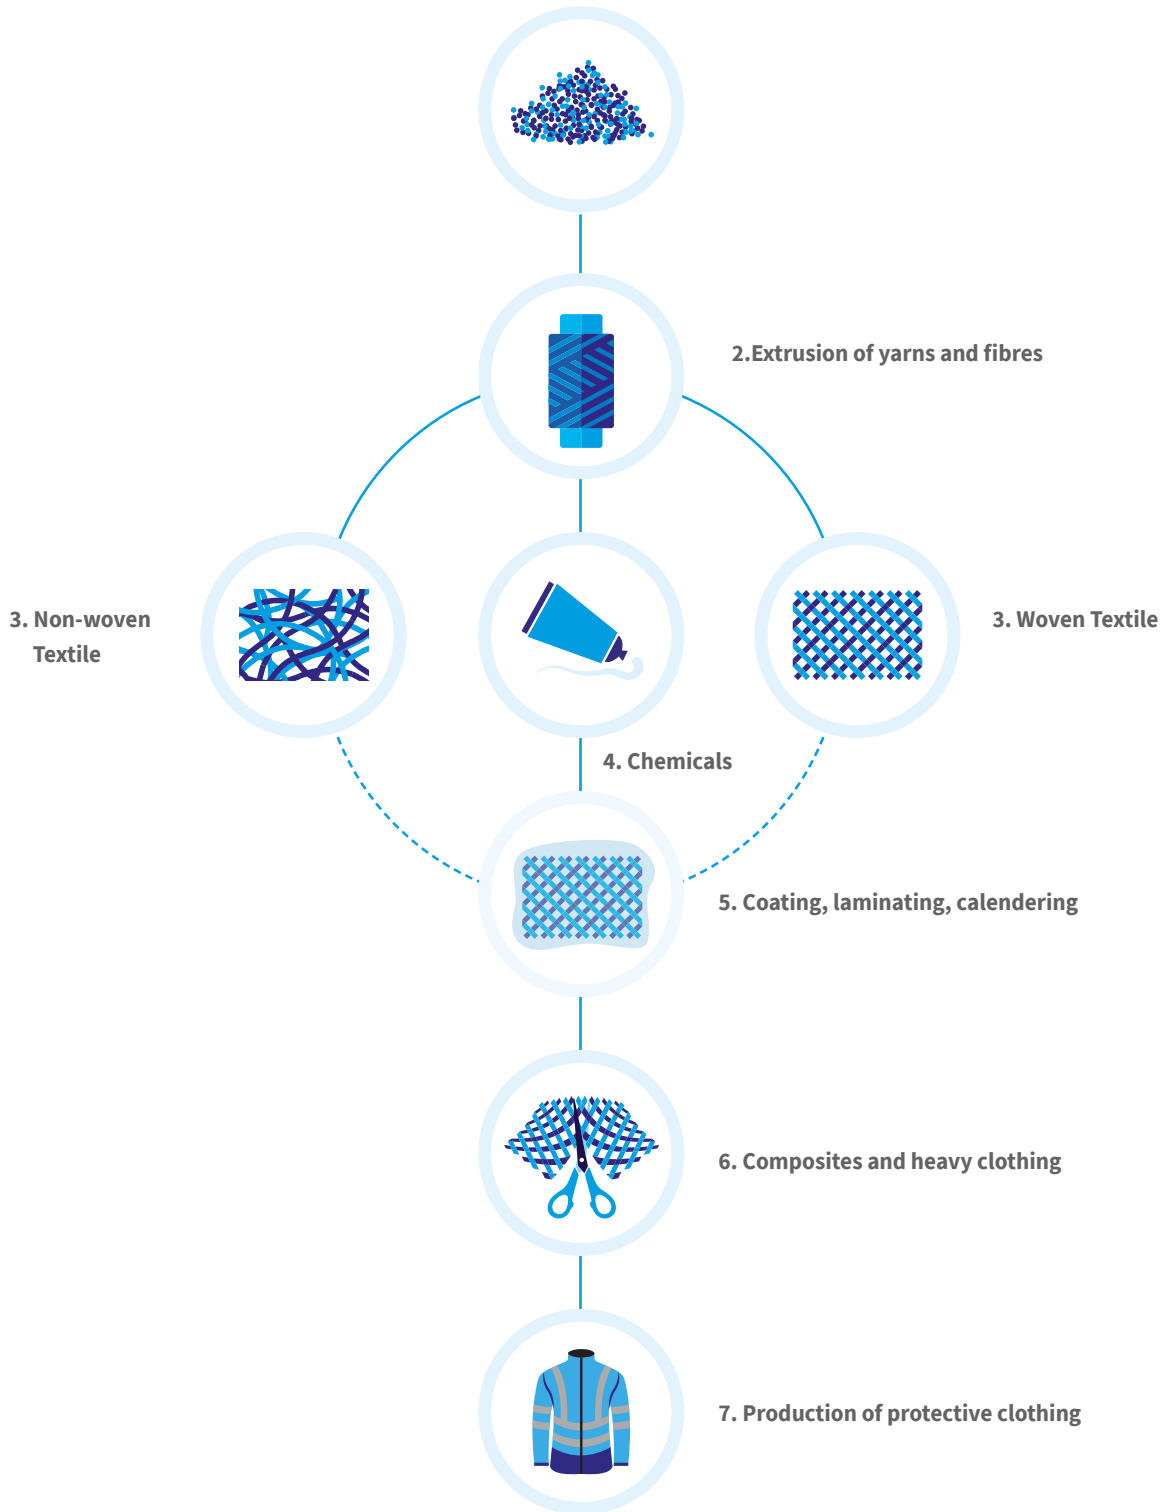 2.Extrusion of yarns and fibres
3. Non-woven
Textile
3. Woven Textile
4. Chemicals
5. Coating, laminating, calendering
6. Composites and heavy clothing
7. Production of protective clothing